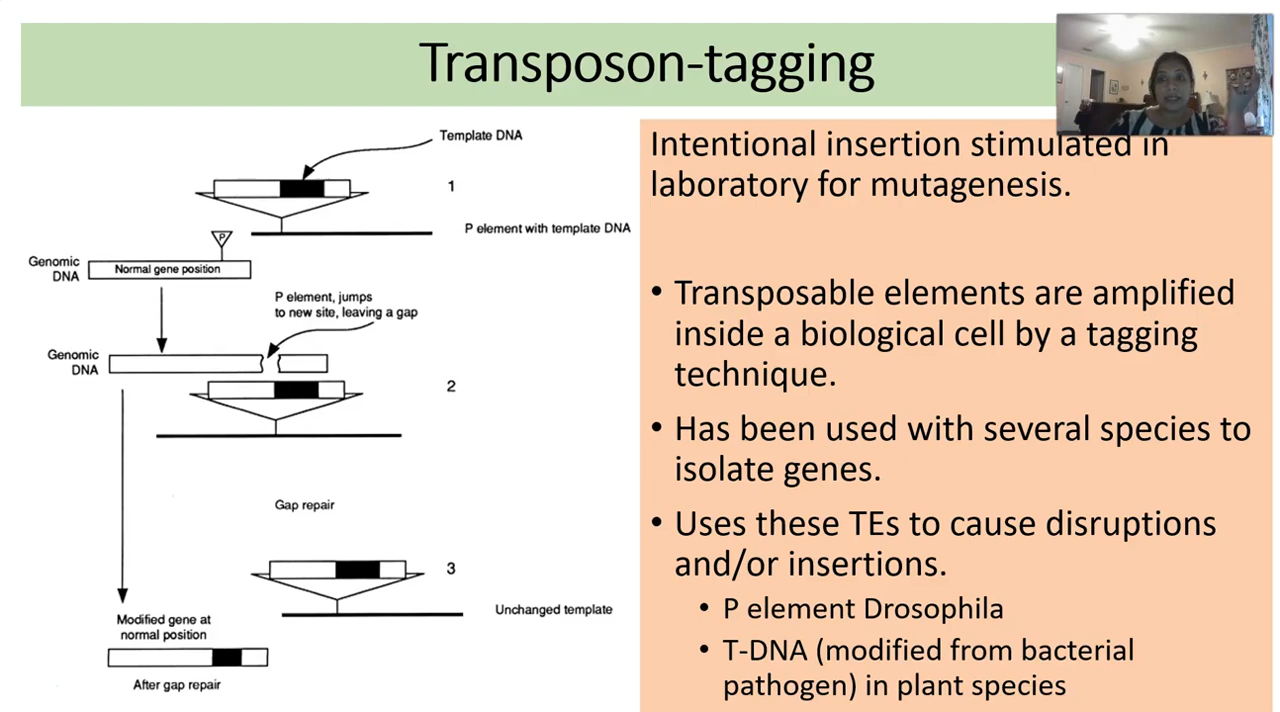 Transposon-tagging
Template DNA
1
P element with template DNA
P
Genomic
DNA
Normal gene position
P element, jumps
to new site, leaving a gap
Genomic
DNA
2
Gap repair
3
Unchanged template
Modified gene at
normal position
After gap repair
Intentional insertion stimulated in
laboratory for mutagenesis.
• Transposable elements are amplified
inside a biological cell by a tagging
technique.
• Has been used with several species to
isolate genes.
• Uses these TEs to cause disruptions
and/or insertions.
• P element Drosophila
• T-DNA (modified from bacterial
pathogen) in plant species